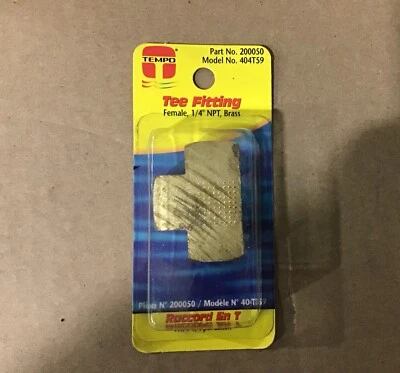 TEMPO
Part No. 200050
Model No. 404T59
Tee Fitting
Female, 1/4" NPT, Brass
Pièce N° 200050 / Modèle N° 404T59
Raccord En T